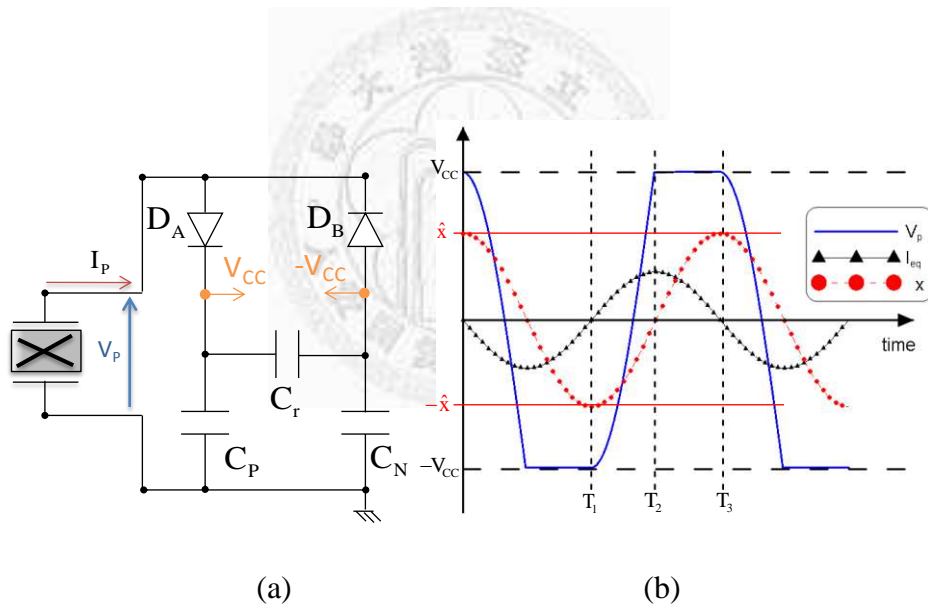 D_A
D_B
I_P
V_CC
-V_CC
V_P
C_r
C_P
C_N
(a)
V_CC
x̂
-x̂
-V_CC
T_1
T_2
T_3
time
V_p
I_eq
x
(b)